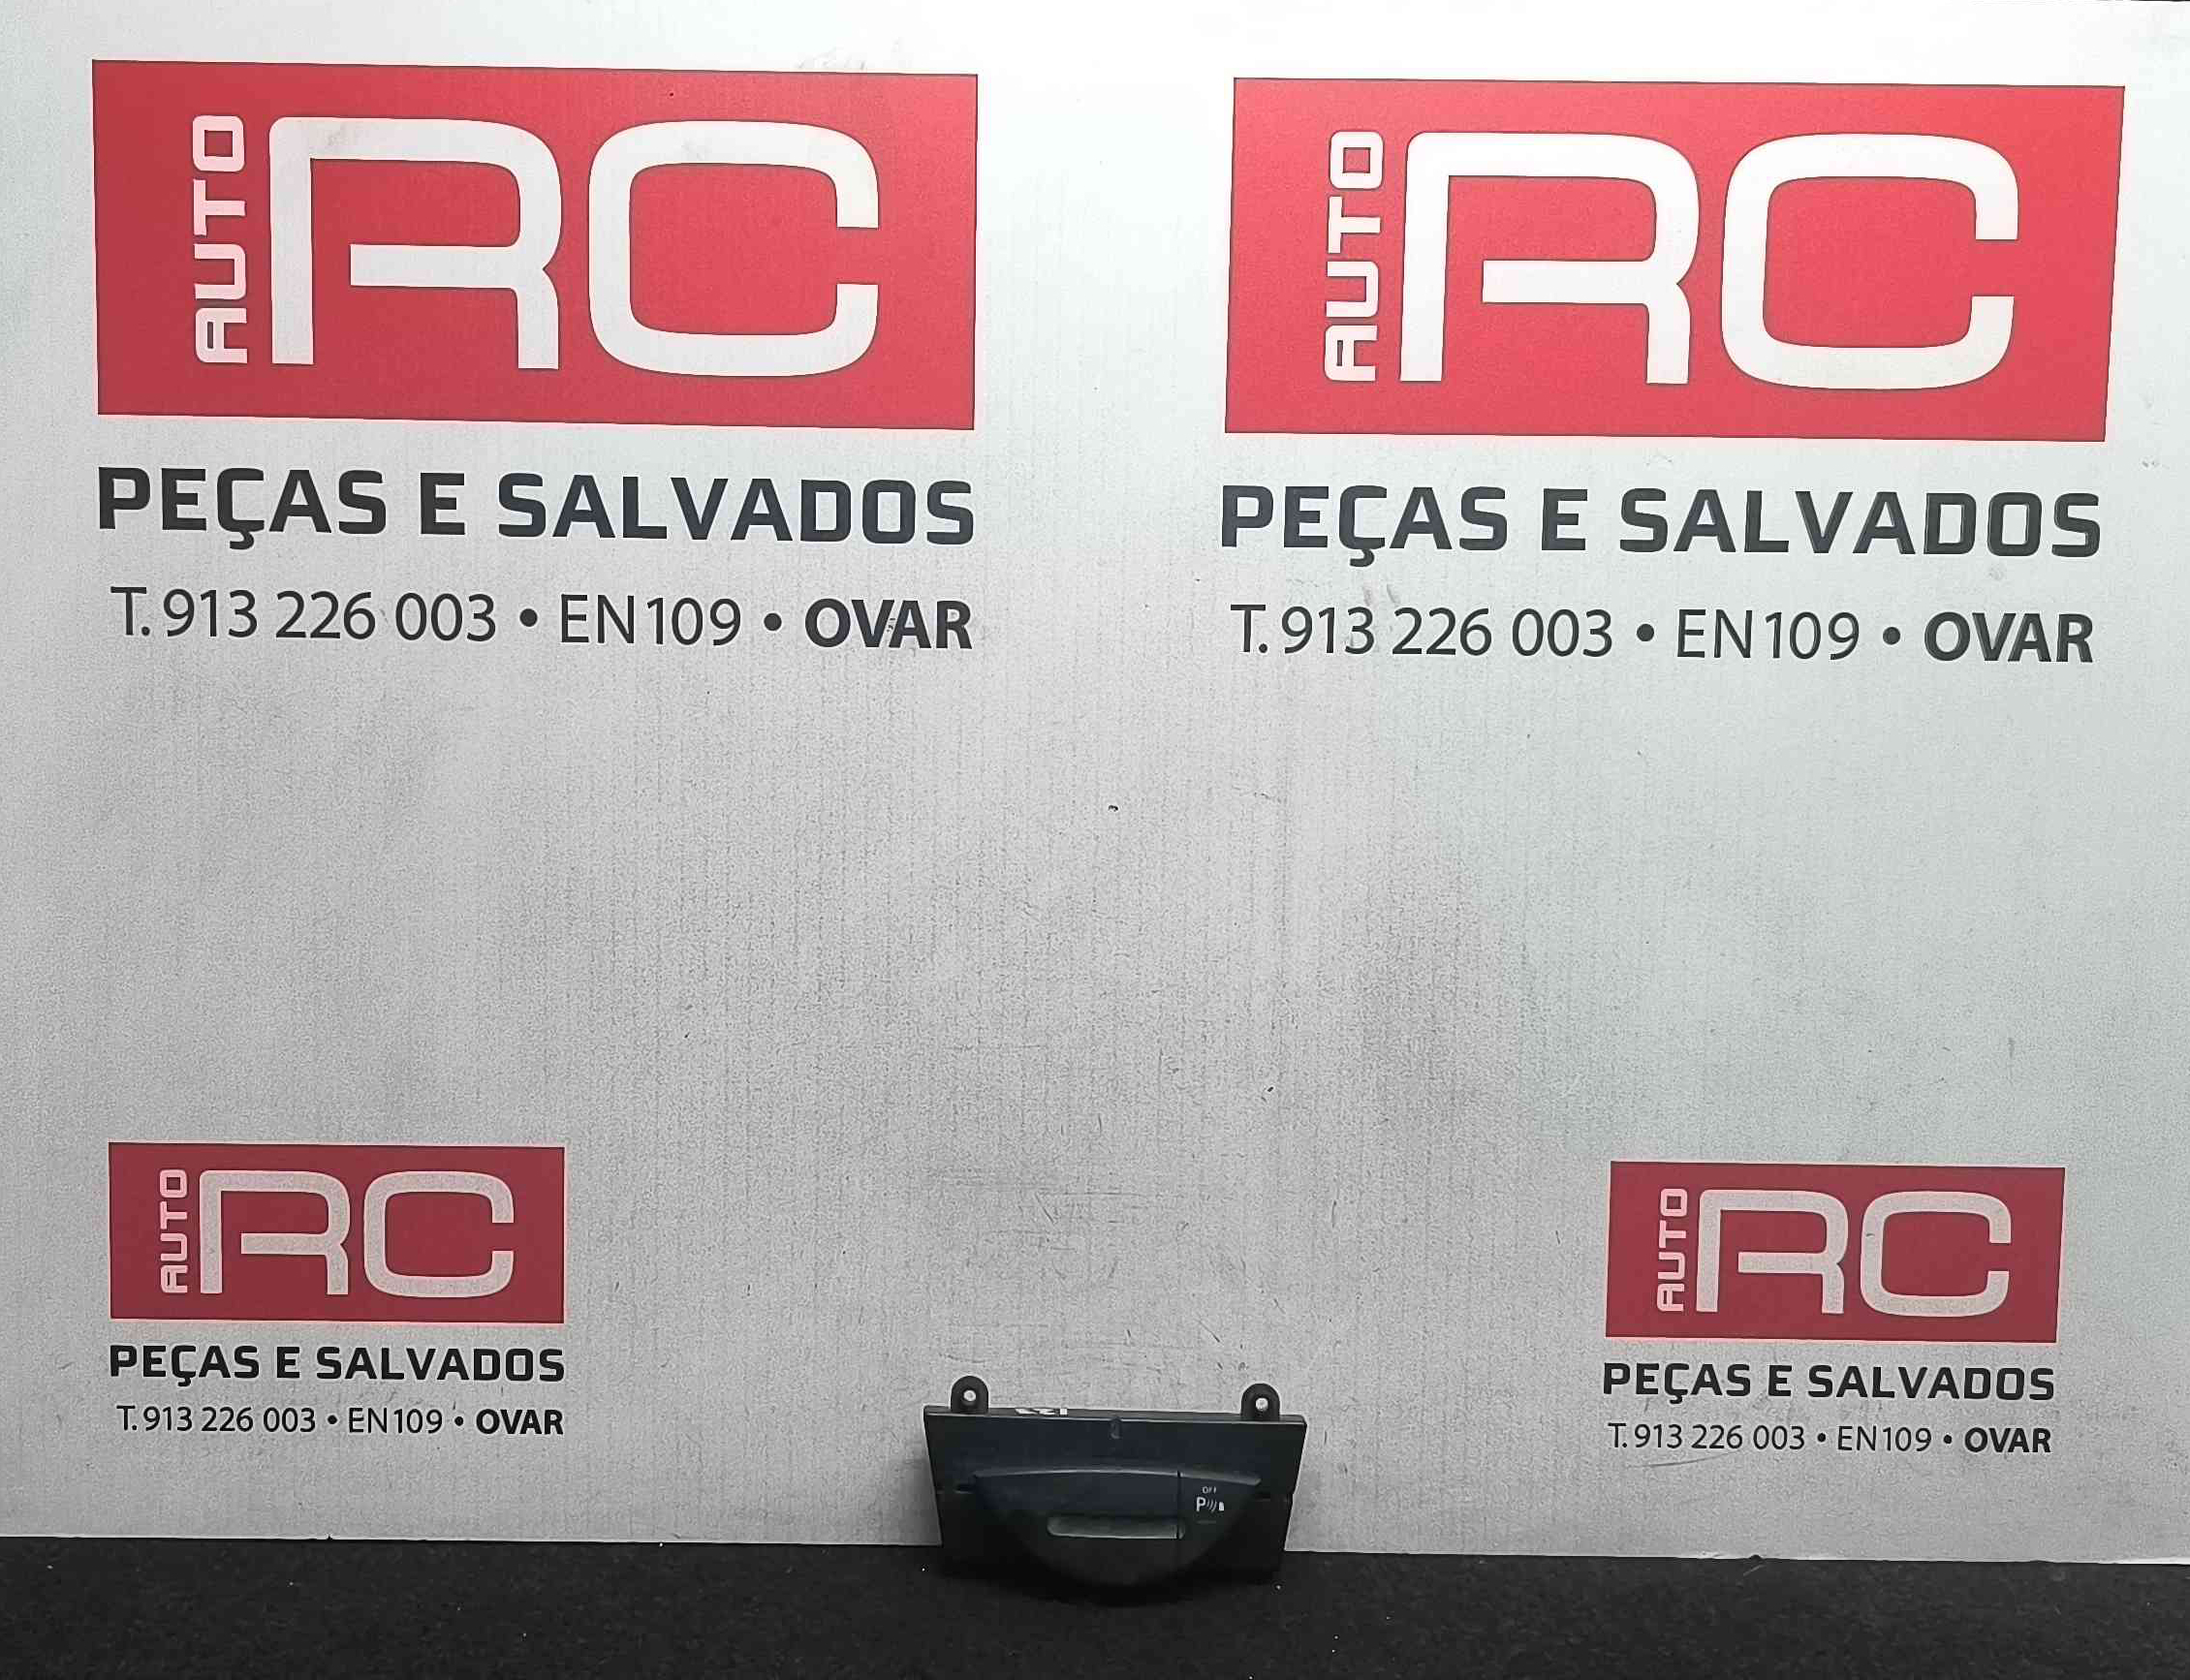 AUTO RC
PEÇAS E SALVADOS
T. 913 226 003 • EN109 • OVAR
AUTO RC
PEÇAS E SALVADOS
T. 913 226 003 • EN109 • OVAR
AUTO RC
PEÇAS E SALVADOS
T. 913 226 003 • EN109 • OVAR
AUTO RC
PEÇAS E SALVADOS
T. 913 226 003 • EN109 • OVAR
OFF
P